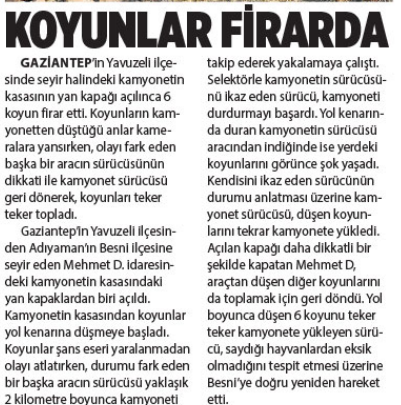 KOYUNLAR FİRARDA
GAZİANTEP'in Yavuzeli ilçe-
sinde seyir halindeki kamyonetin
kasasının yan kapağı açılınca 6
koyun firar etti. Koyunların kam-
yonetten düştüğü anlar kame-
ralara yansırken, olayı fark eden
başka bir aracın sürücüsünün
dikkati ile kamyonet sürücüsü
geri dönerek, koyunları teker
teker topladı.
Gaziantep'in Yavuzeli ilçesin-
den Adıyaman'ın Besni ilçesine
seyir eden Mehmet D. idaresin-
deki kamyonetin kasasındaki
yan kapaklardan biri açıldı.
Kamyonetin kasasından koyunlar
yol kenarına düşmeye başladı.
Koyunlar şans eseri yaralanmadan
olayı atlatırken, durumu fark eden
bir başka aracın sürücüsü yaklaşık
2 kilometre boyunca kamyoneti
takip ederek yakalamaya çalıştı.
Selektörle kamyonetin sürücüsü-
nü ikaz eden sürücü, kamyoneti
durdurmayı başardı. Yol kenarın-
da duran kamyonetin sürücüsü
aracından indiğinde ise yerdeki
koyunlarını görünce şok yaşadı.
Kendisini ikaz eden sürücünün
durumu anlatması üzerine kam-
yonet sürücüsü, düşen koyun-
larını tekrar kamyonete yükledi.
Açılan kapağı daha dikkatli bir
şekilde kapatan Mehmet D,
araçtan düşen diğer koyunlarını
da toplamak için geri döndü. Yol
boyunca düşen 6 koyunu teker
teker kamyonete yükleyen sürü-
cü, saydığı hayvanlardan eksik
olmadığını tespit etmesi üzerine
Besni'ye doğru yeniden hareket
etti.